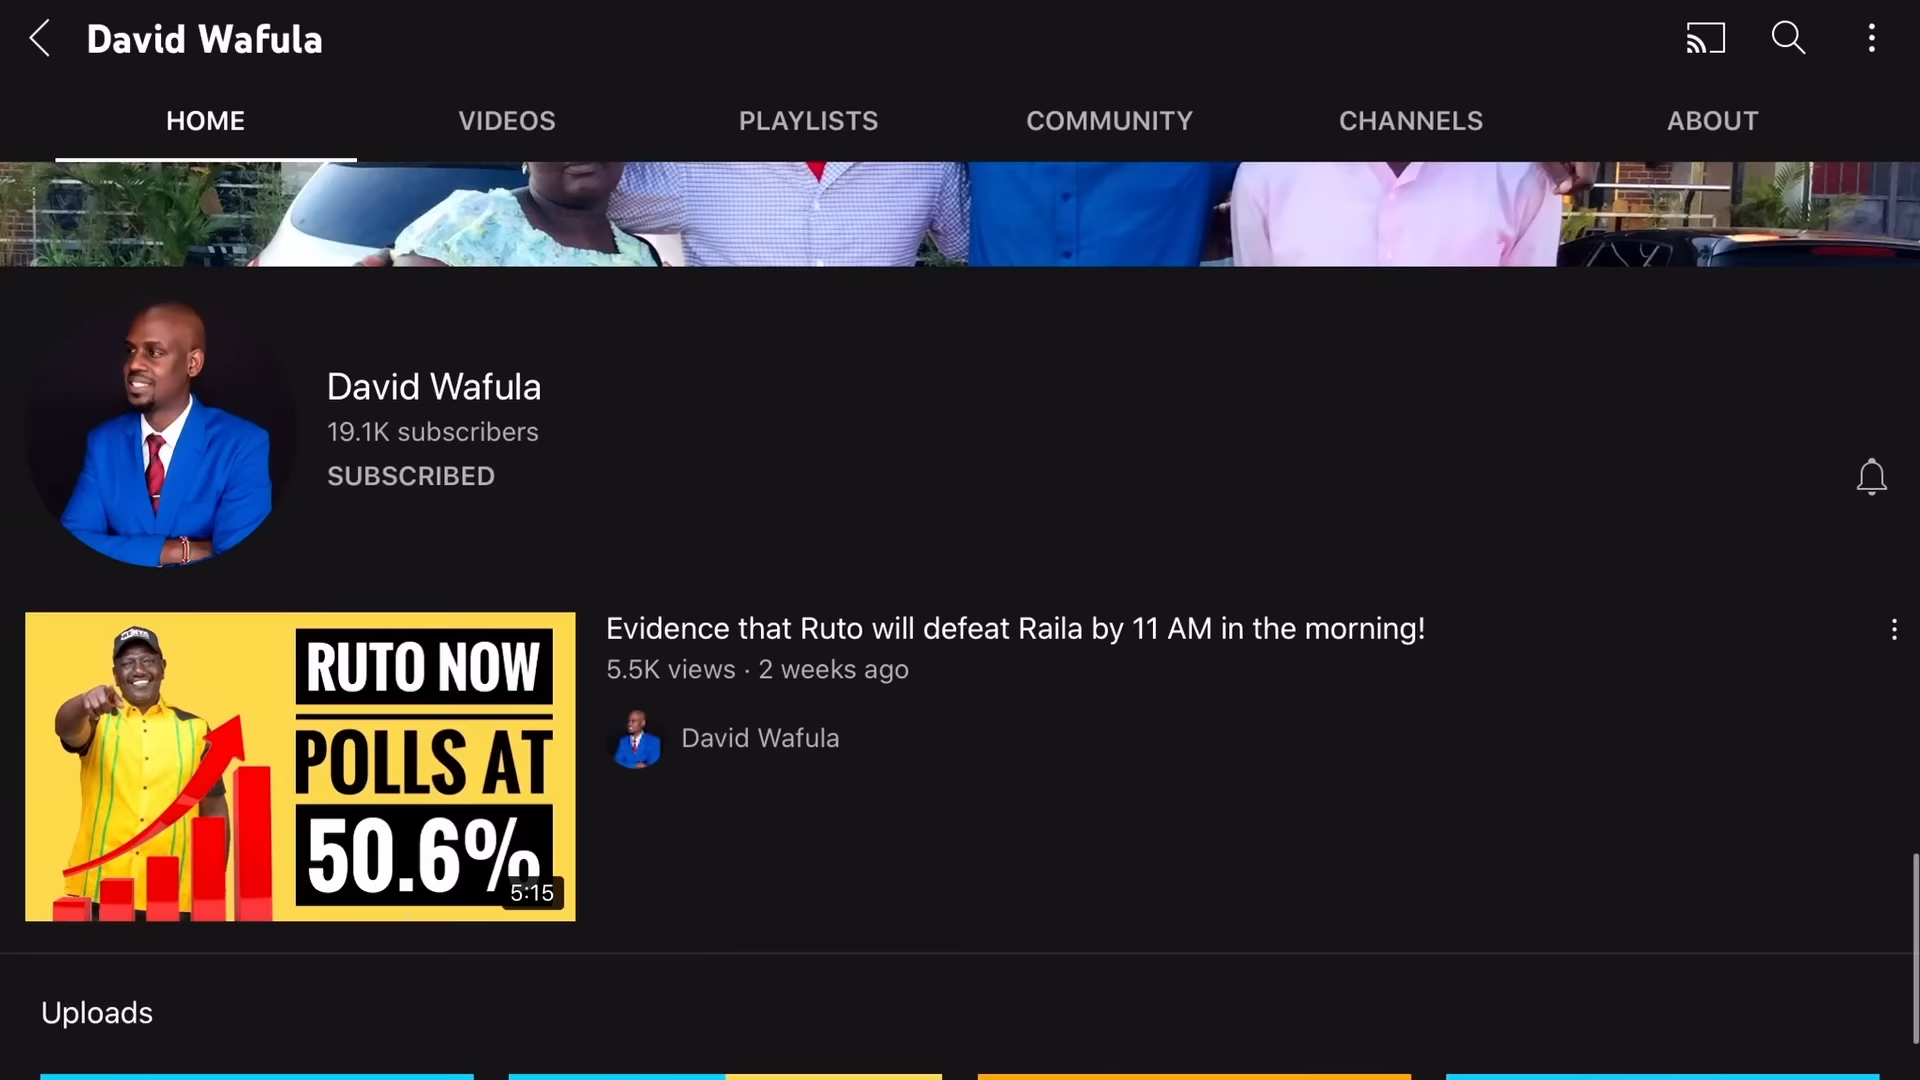 David Wafula
HOME VIDEOS PLAYLISTS COMMUNITY CHANNELS ABOUT
David Wafula
19.1K subscribers
SUBSCRIBED
RUTO NOW
POLLS AT
50.6%
5:15
Evidence that Ruto will defeat Raila by 11 AM in the morning!
5.5K views · 2 weeks ago
David Wafula
Uploads